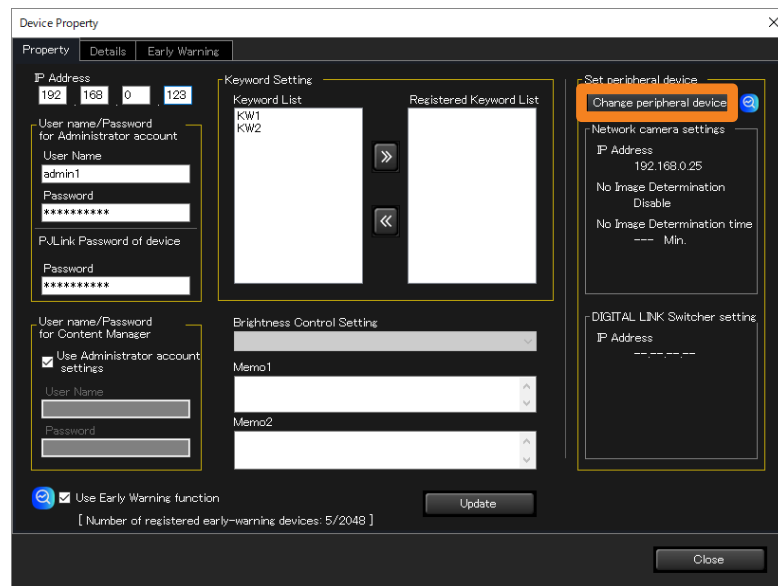 Device Property
Property
Details
Early Warning
IP Address
192 . 168 . 0 . 123
User name/Password
for Administrator account
User Name
admin1
Password
**********
PJLink Password of device
Password
**********
User name/Password
for Content Manager
Use Administrator account
settings
User Name
Password
Keyword Setting
Keyword List
KW1
KW2
Registered Keyword List
Brightness Control Setting
Memo1
Memo2
Set peripheral device
Change peripheral device
Network camera settings
IP Address
192.168.0.25
No Image Determination
Disable
No Image Determination time
--- Min.
DIGITAL LINK Switcher setting
IP Address
--.--.--.--
Use Early Warning function
[ Number of registered early-warning devices: 5/2048 ]
Update
Close